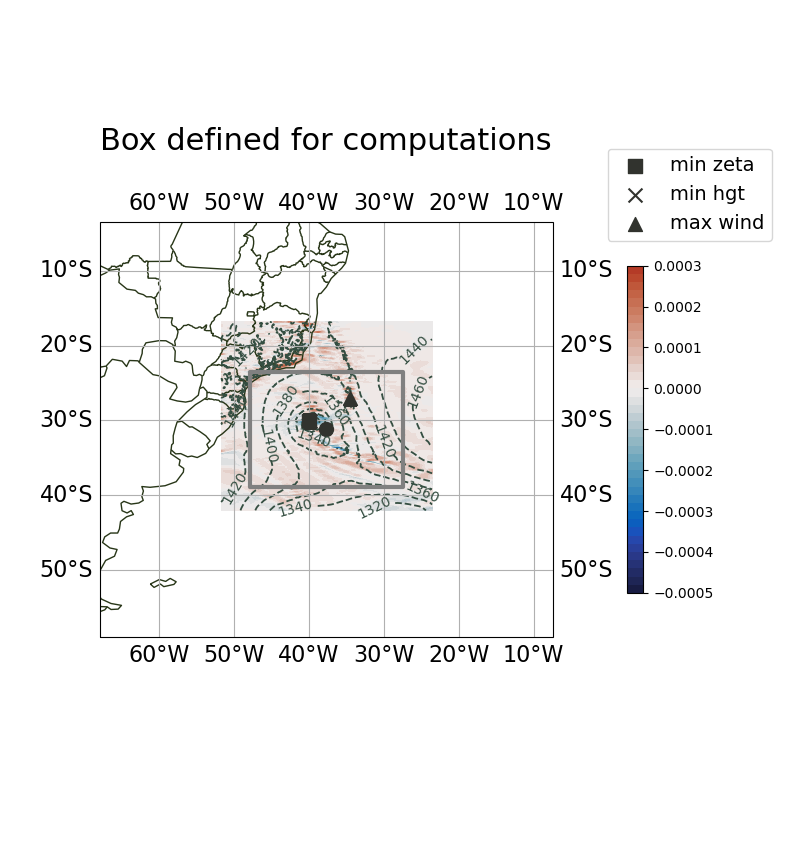 Box defined for computations
min zeta
min hgt
max wind
60°W 50°W 40°W 30°W 20°W 10°W
10°S 10°S
20°S 20°S
30°S 30°S
40°S 40°S
50°S 50°S
60°W 50°W 40°W 30°W 20°W 10°W
1440
1460
1380
1360
1340
1400
1420
1420
1360
1340
1320
0.0003
0.0002
0.0001
0.0000
−0.0001
−0.0002
−0.0003
−0.0004
−0.0005